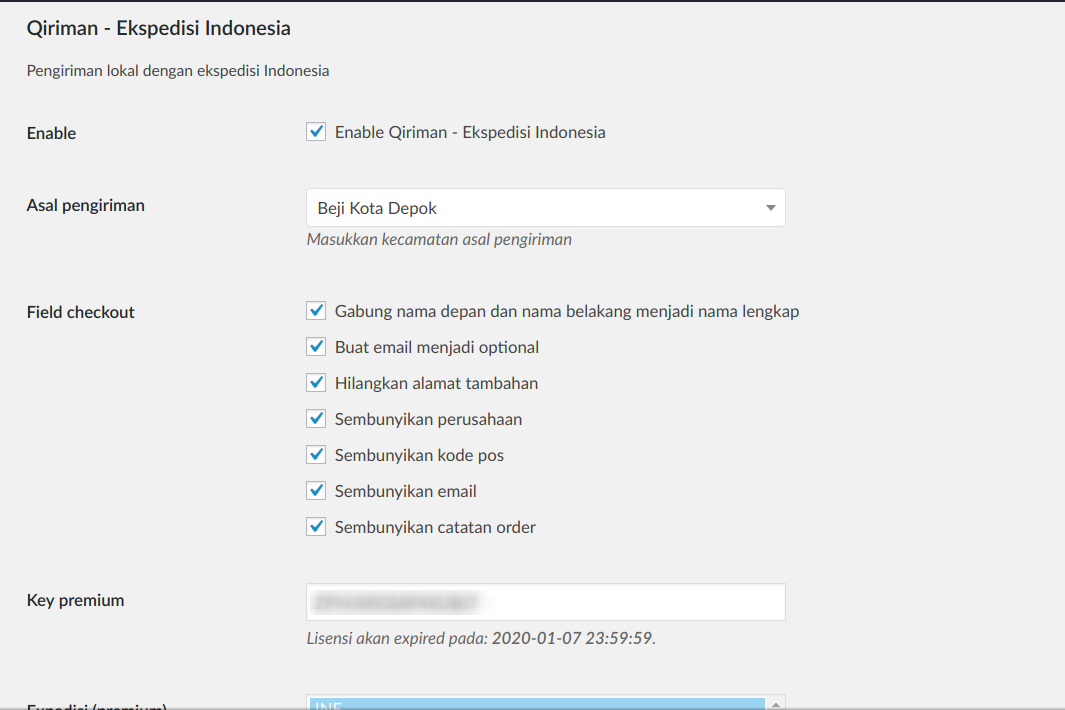 Qiriman - Ekspedisi Indonesia
Pengiriman lokal dengan ekspedisi Indonesia
Enable
Enable Qiriman - Ekspedisi Indonesia
Asal pengiriman
Beji Kota Depok
Masukkan kecamatan asal pengiriman
Field checkout
Gabung nama depan dan nama belakang menjadi nama lengkap
Buat email menjadi optional
Hilangkan alamat tambahan
Sembunyikan perusahaan
Sembunyikan kode pos
Sembunyikan email
Sembunyikan catatan order
Key premium
Lisensi akan expired pada: 2020-01-07 23:59:59.
Expedisi (premium)
JNE